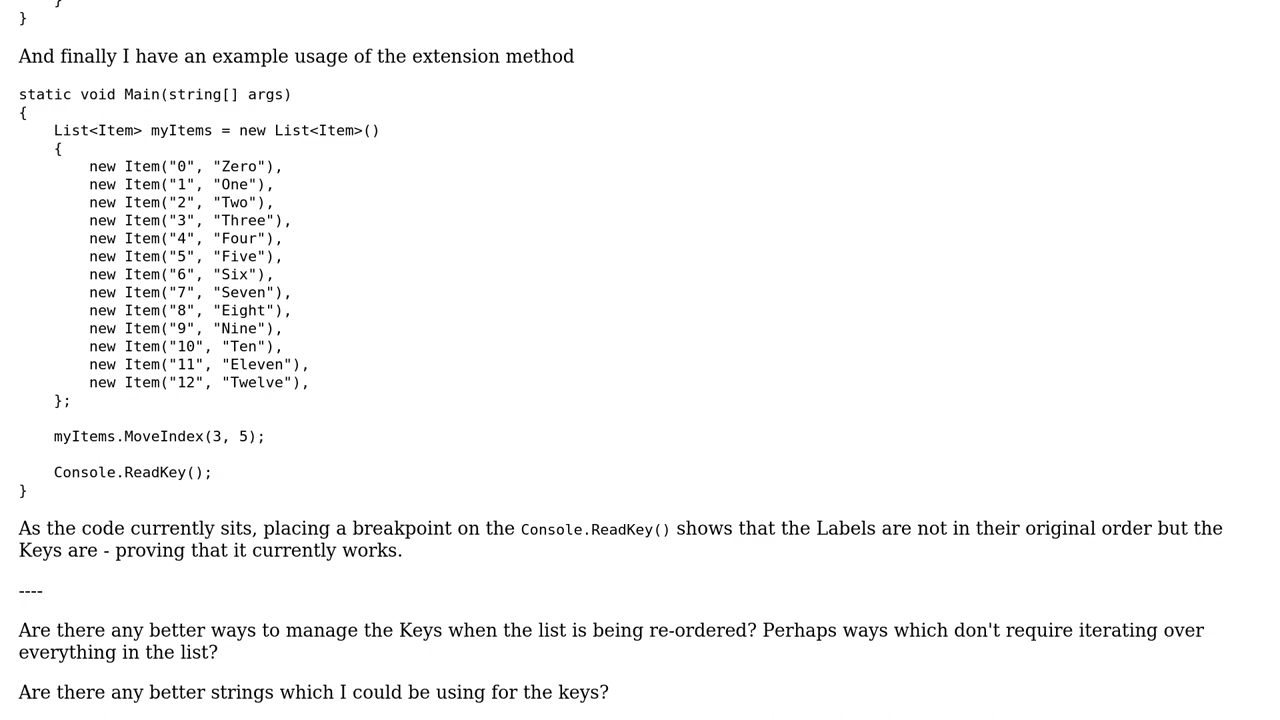 }
}
And finally I have an example usage of the extension method
static void Main(string[] args)
{
    List<Item> myItems = new List<Item>()
    {
        new Item("0", "Zero"),
        new Item("1", "One"),
        new Item("2", "Two"),
        new Item("3", "Three"),
        new Item("4", "Four"),
        new Item("5", "Five"),
        new Item("6", "Six"),
        new Item("7", "Seven"),
        new Item("8", "Eight"),
        new Item("9", "Nine"),
        new Item("10", "Ten"),
        new Item("11", "Eleven"),
        new Item("12", "Twelve"),
    };
    myItems.MoveIndex(3, 5);
    Console.ReadKey();
}
As the code currently sits, placing a breakpoint on the Console.ReadKey() shows that the Labels are not in their original order but the
Keys are - proving that it currently works.
----
Are there any better ways to manage the Keys when the list is being re-ordered? Perhaps ways which don't require iterating over
everything in the list?
Are there any better strings which I could be using for the keys?